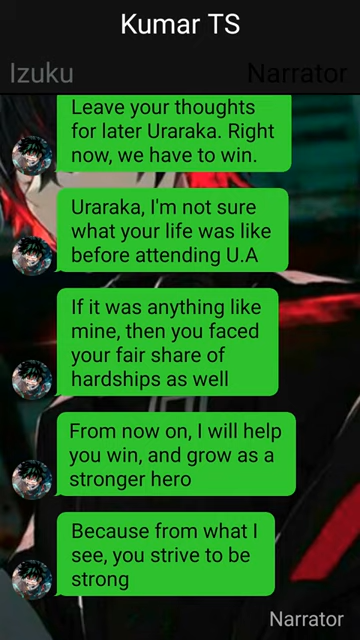 Kumar TS
Izuku
Narrator
Leave your thoughts
for later Uraraka. Right
now, we have to win.
Uraraka, I'm not sure
what your life was like
before attending U.A
If it was anything like
mine, then you faced
your fair share of
hardships as well
From now on, I will help
you win, and grow as a
stronger hero
Because from what I
see, you strive to be
strong
Narrator